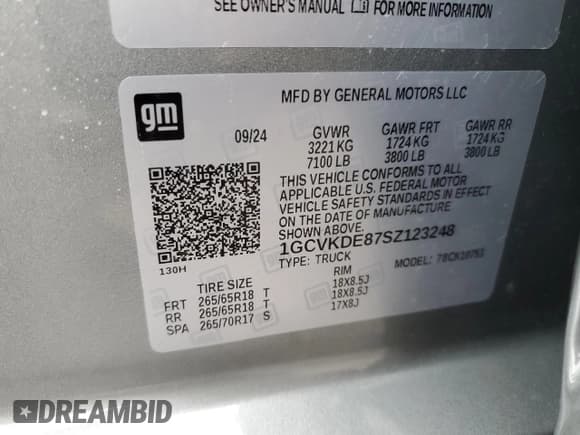 SEE OWNER'S MANUAL FOR MORE INFORMATION
gm
MFD BY GENERAL MOTORS LLC
09/24 GVWR GAWR FRT GAWR RR
3221 KG 1724 KG 1724 KG
7100 LB 3800 LB 3800 LB
THIS VEHICLE CONFORMS TO ALL
APPLICABLE U.S. FEDERAL MOTOR
VEHICLE SAFETY STANDARDS IN EFFECT
ON THE DATE OF MANUFACTURE
SHOWN ABOVE.
1GCVKDE87SZ123248
TYPE: TRUCK MODEL:
130H
TIRE SIZE RIM
FRT 265/65R18 T 18X8.5J
RR 265/65R18 T 18X8.5J
SPA 265/70R17 S 17X8J
DREAMBID